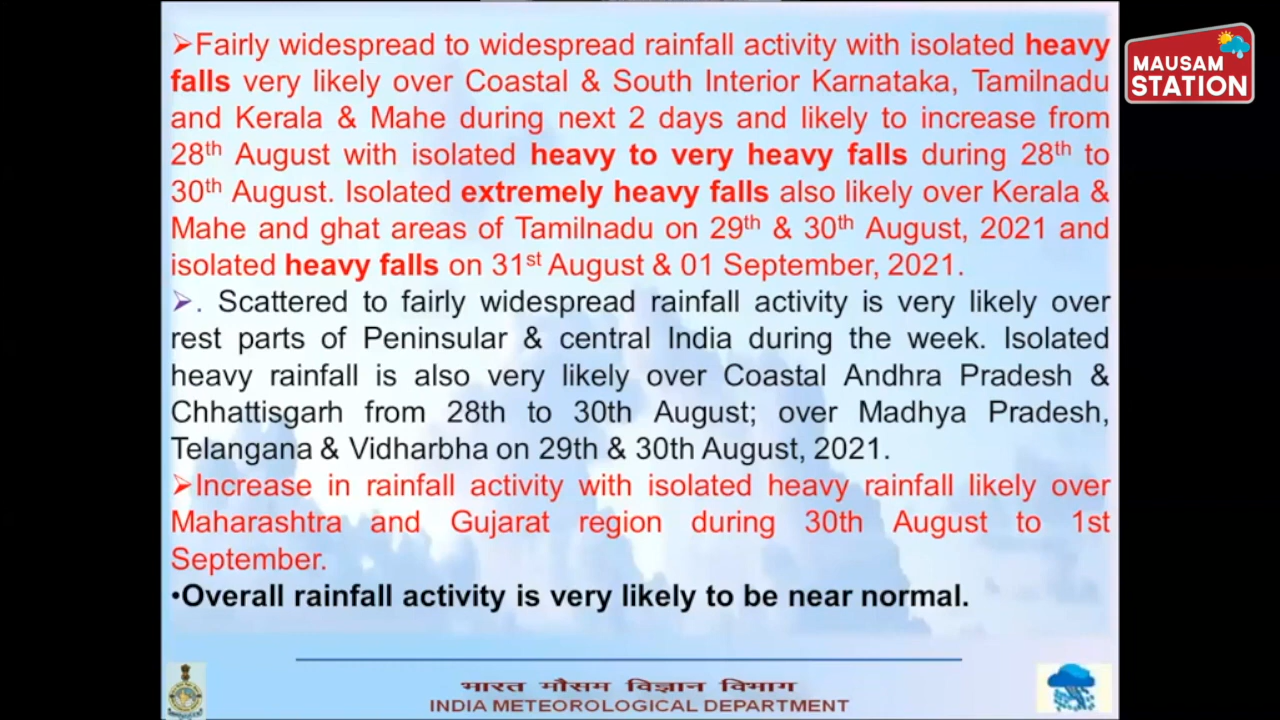 ➢Fairly widespread to widespread rainfall activity with isolated heavy
falls very likely over Coastal & South Interior Karnataka, Tamilnadu
and Kerala & Mahe during next 2 days and likely to increase from
28th August with isolated heavy to very heavy falls during 28th to
30th August. Isolated extremely heavy falls also likely over Kerala &
Mahe and ghat areas of Tamilnadu on 29th & 30th August, 2021 and
isolated heavy falls on 31st August & 01 September, 2021.
➢. Scattered to fairly widespread rainfall activity is very likely over
rest parts of Peninsular & central India during the week. Isolated
heavy rainfall is also very likely over Coastal Andhra Pradesh &
Chhattisgarh from 28th to 30th August; over Madhya Pradesh,
Telangana & Vidharbha on 29th & 30th August, 2021.
➢Increase in rainfall activity with isolated heavy rainfall likely over
Maharashtra and Gujarat region during 30th August to 1st
September.
•Overall rainfall activity is very likely to be near normal.
भारत मौसम विज्ञान विभाग
INDIA METEOROLOGICAL DEPARTMENT
MAUSAM
STATION